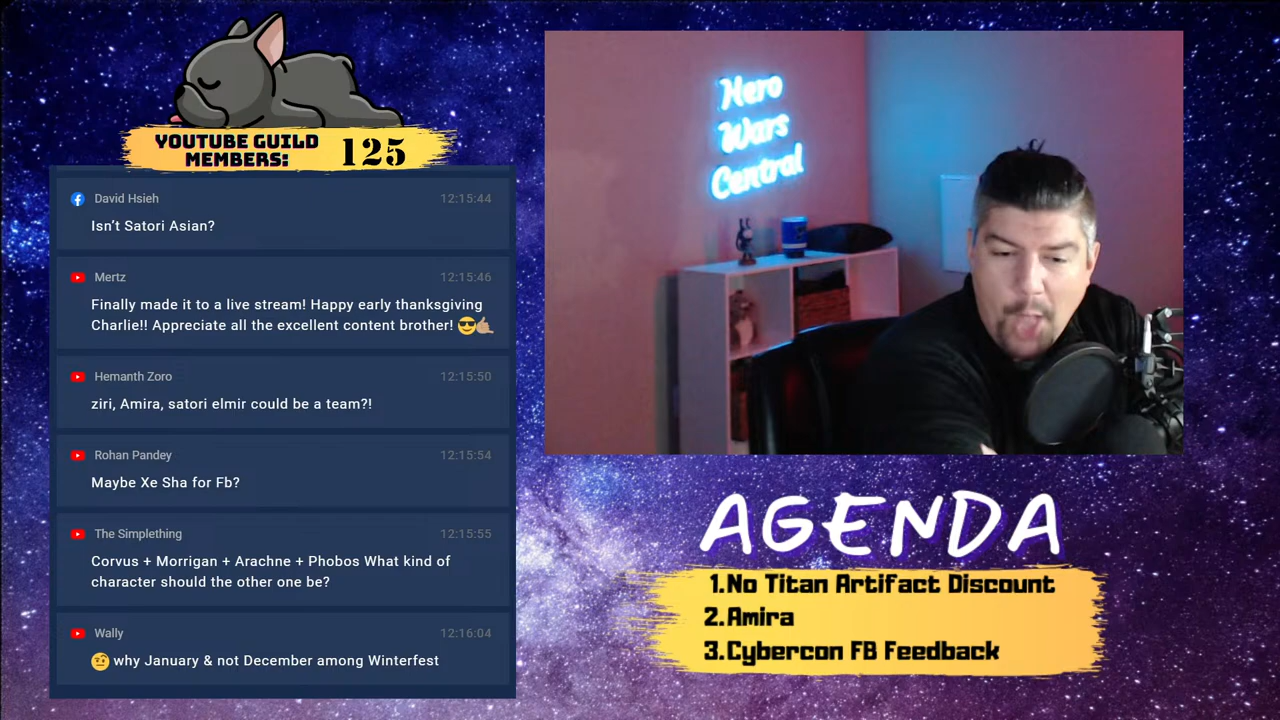 YOUTUBE GUILD
MEMBERS:
125
David Hsieh 12:15:44
Isn't Satori Asian?
Mertz 12:15:46
Finally made it to a live stream! Happy early thanksgiving
Charlie!! Appreciate all the excellent content brother! 😎🤙🏼
Hemanth Zoro 12:15:50
ziri, Amira, satori elmir could be a team?!
Rohan Pandey 12:15:54
Maybe Xe Sha for Fb?
The Simplething 12:15:55
Corvus + Morrigan + Arachne + Phobos What kind of
character should the other one be?
Wally 12:16:04
🤨 why January & not December among Winterfest
Hero
Wars
Central
AGENDA
1.No Titan Artifact Discount
2.Amira
3.Cybercon FB Feedback